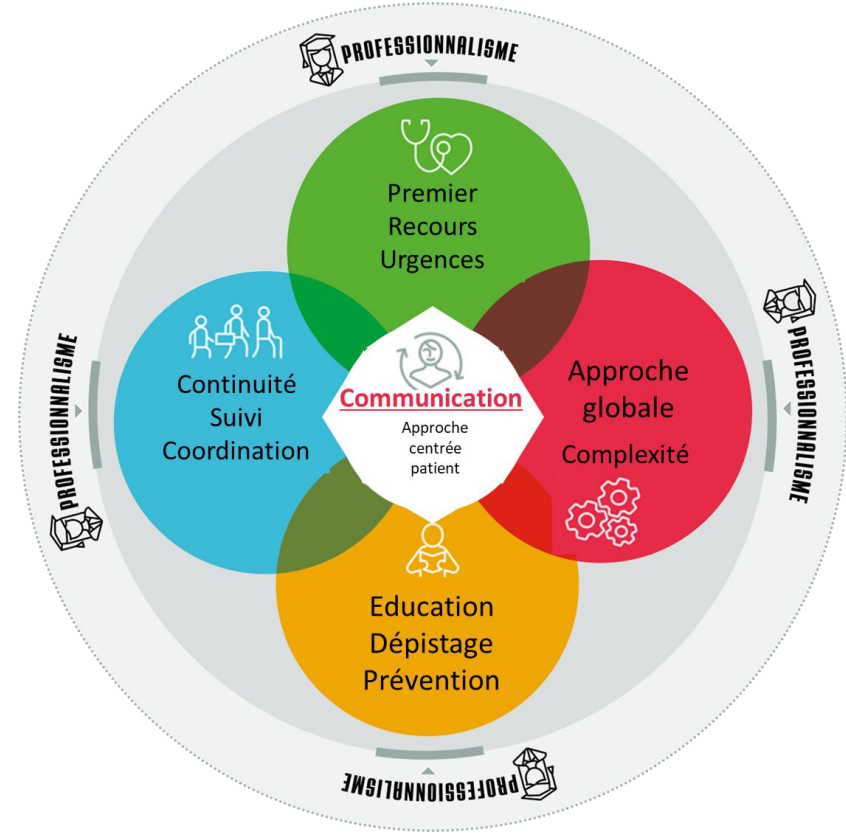 PROFESSIONNALISME
Premier
Recours
Urgences
PROFESSIONNALISME
Continuité
Suivi
Coordination
Communication
Approche
centrée
patient
Approche
globale
Complexité
PROFESSIONNALISME
Education
Dépistage
Prévention
PROFESSIONNALISME